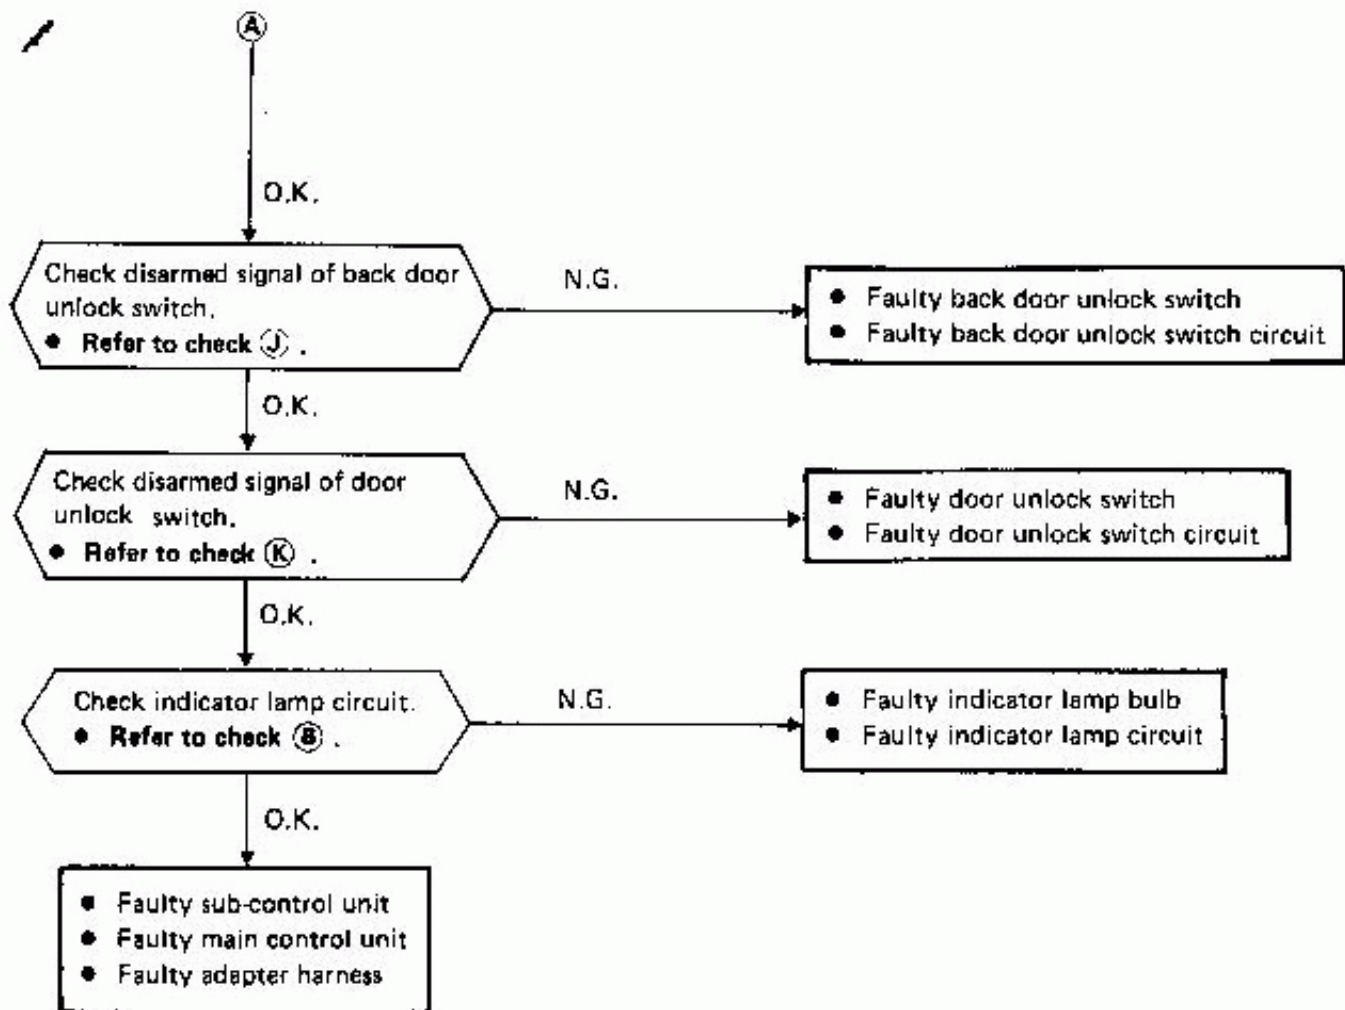 A
O.K.
Check disarmed signal of back door
unlock switch.
● Refer to check Ⓙ .
N.G.
● Faulty back door unlock switch
● Faulty back door unlock switch circuit
O.K.
Check disarmed signal of door
unlock switch.
● Refer to check Ⓚ .
N.G.
● Faulty door unlock switch
● Faulty door unlock switch circuit
O.K.
Check indicator lamp circuit.
● Refer to check Ⓑ .
N.G.
● Faulty indicator lamp bulb
● Faulty indicator lamp circuit
O.K.
● Faulty sub-control unit
● Faulty main control unit
● Faulty adapter harness